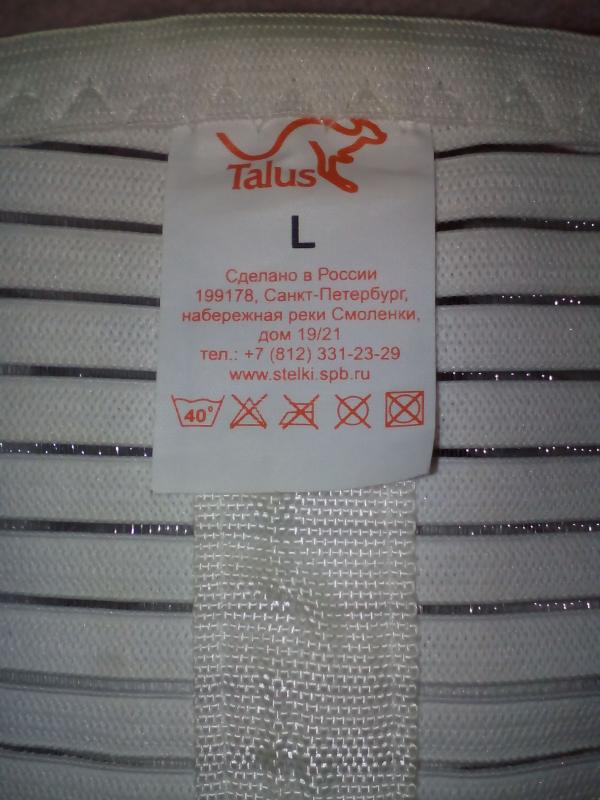 Talus
L
Сделано в России
199178, Санкт-Петербург,
набережная реки Смоленки,
дом 19/21
тел.: +7 (812) 331-23-29
www.stelki.spb.ru
40°